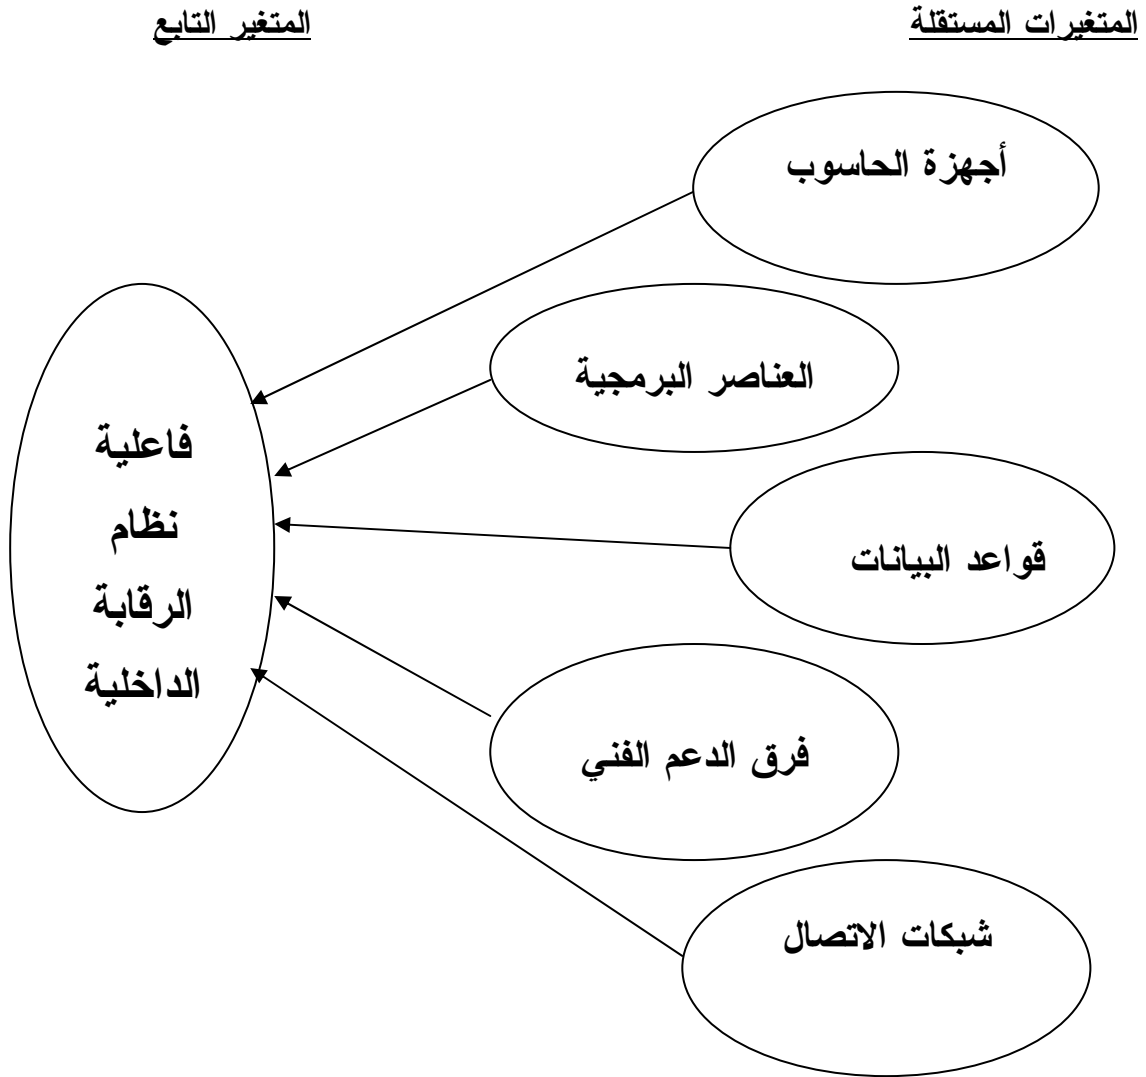 المتغيرات المستقلة
المتغير التابع
أجهزة الحاسوب
العناصر البرمجية
قواعد البيانات
فرق الدعم الفني
شبكات الاتصال
فاعلية
نظام
الرقابة
الداخلية